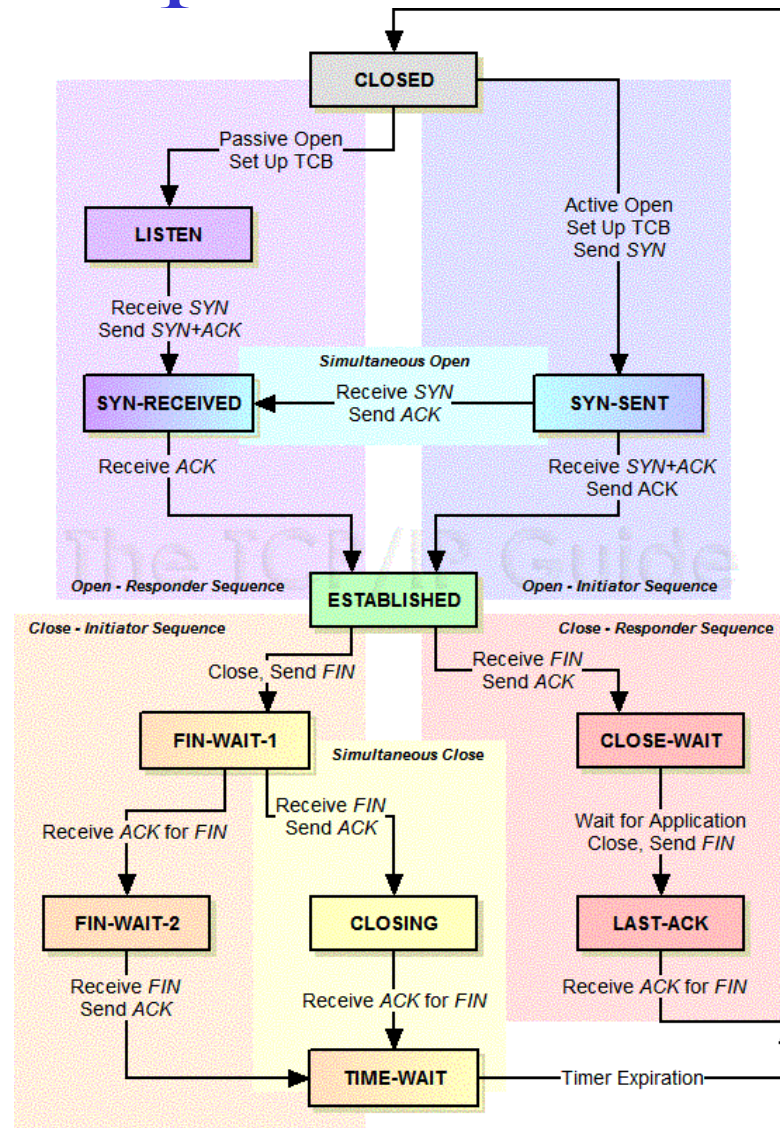 CLOSED
Passive Open
Set Up TCB
Active Open
Set Up TCB
Send SYN
LISTEN
Receive SYN
Send SYN+ACK
Simultaneous Open
SYN-RECEIVED
Receive SYN
Send ACK
SYN-SENT
Receive ACK
Receive SYN+ACK
Send ACK
The TCP/IP Guide
Open - Responder Sequence
ESTABLISHED
Open - Initiator Sequence
Close - Initiator Sequence
Close - Responder Sequence
Close, Send FIN
Receive FIN
Send ACK
FIN-WAIT-1
Simultaneous Close
CLOSE-WAIT
Receive ACK for FIN
Receive FIN
Send ACK
Wait for Application
Close, Send FIN
FIN-WAIT-2
CLOSING
LAST-ACK
Receive FIN
Send ACK
Receive ACK for FIN
Receive ACK for FIN
TIME-WAIT
Timer Expiration